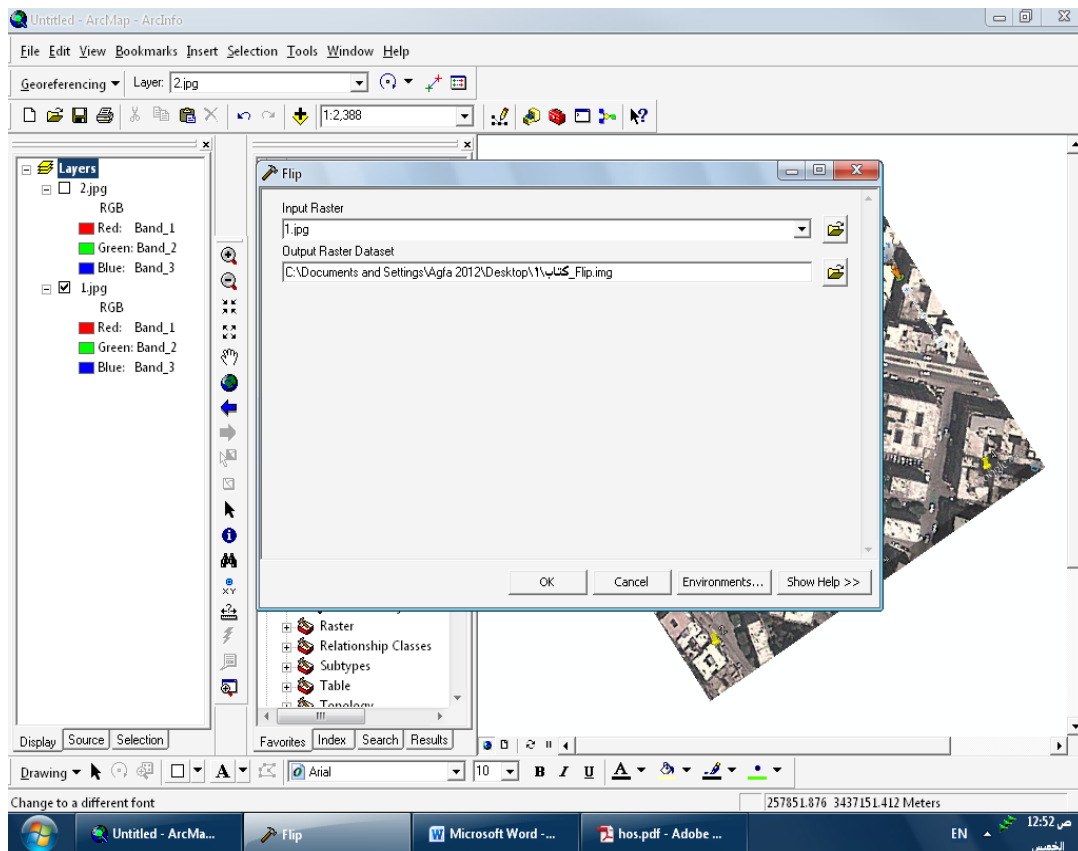 Untitled - ArcMap - ArcInfo
File Edit View Bookmarks Insert Selection Tools Window Help
Georeferencing Layer: 2.jpg
1:2,388
Layers
2.jpg
RGB
Red: Band_1
Green: Band_2
Blue: Band_3
1.jpg
RGB
Red: Band_1
Green: Band_2
Blue: Band_3
Flip
Input Raster
1.jpg
Output Raster Dataset
C:\Documents and Settings\Agfa 2012\Desktop\كتاب\1_Flip.img
OK Cancel Environments... Show Help >>
Raster
Relationship Classes
Subtypes
Table
Topology
Display Source Selection
Favorites Index Search Results
Drawing A Arial 10 B I U A
Change to a different font
257851.876 3437151.412 Meters
Untitled - ArcMa... Flip Microsoft Word -... hos.pdf - Adobe ... EN
12:52 ص
الخميس